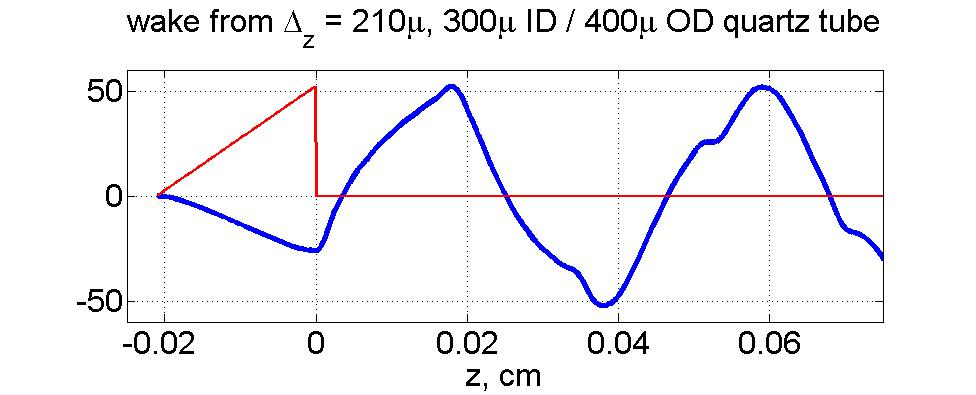 wake from Δz = 210μ, 300μ ID / 400μ OD quartz tube
50
0
-50
-0.02 0 0.02 0.04 0.06
z, cm